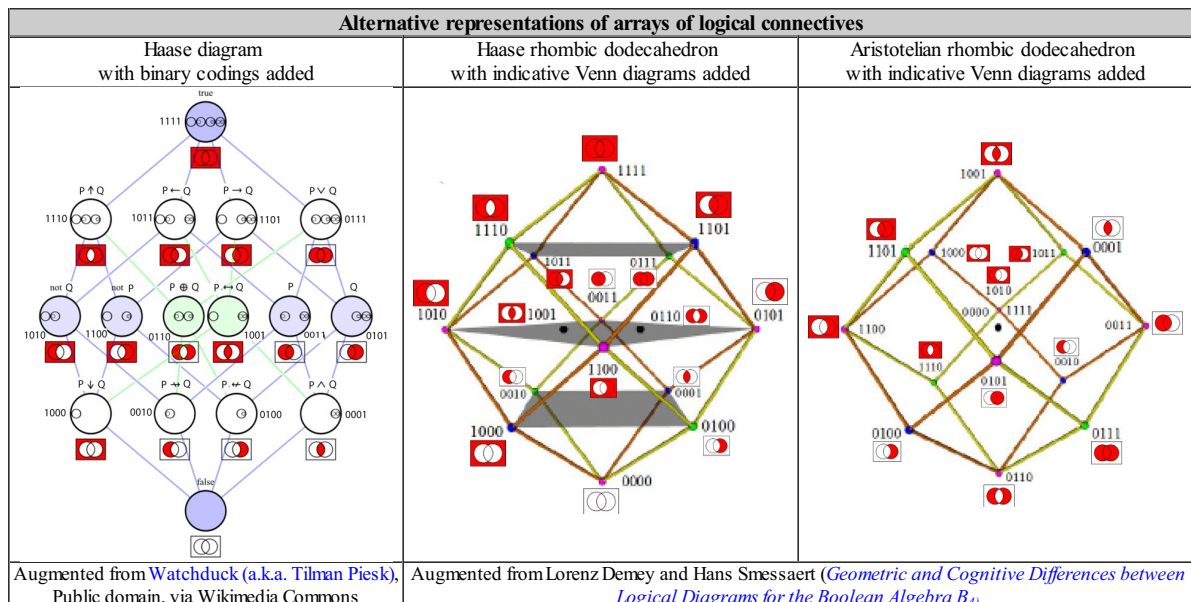 Alternative representations of arrays of logical connectives
Haase diagram
with binary codings added
Haase rhombic dodecahedron
with indicative Venn diagrams added
Aristotelian rhombic dodecahedron
with indicative Venn diagrams added
true
1111
P ↑ Q
P ← Q
P → Q
P ∨ Q
1110
1011
1101
0111
not Q
not P
P ⊕ Q
P ↔ Q
P
Q
1010
1100
0110
1001
0011
0101
P ↓ Q
P ↛ Q
P ↚ Q
P ∧ Q
1000
0010
0100
0001
false
1111
1110
1101
1011
0111
0011
1010
1001
0110
0101
1100
0010
0001
1000
0100
0000
1001
1101
1000
1011
0001
1010
0000
1111
1100
0011
1110
0010
0101
0100
0111
0110
Augmented from Watchduck (a.k.a. Tilman Piesk),
Public domain, via Wikimedia Commons
Augmented from Lorenz Demey and Hans Smessaert (Geometric and Cognitive Differences between
Logical Diagrams for the Boolean Algebra B4)